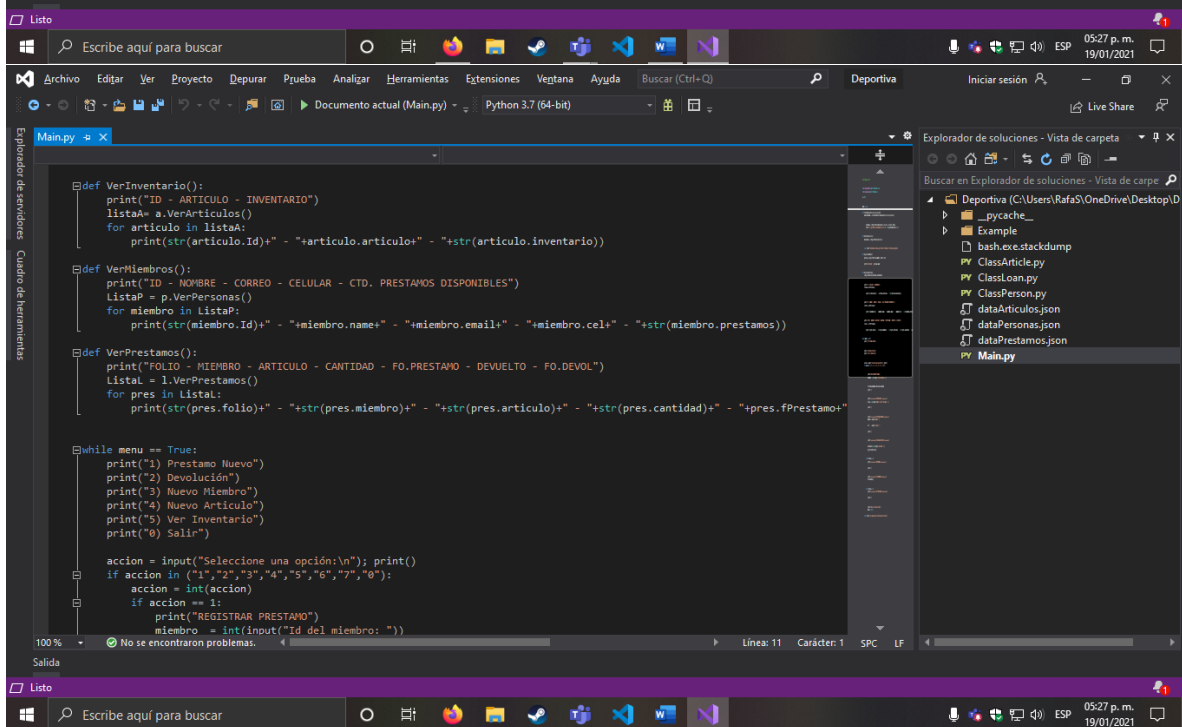 Listo
1
Escribe aquí para buscar
ESP
05:27 p. m.
19/01/2021
Archivo Editar Ver Proyecto Depurar Prueba Analizar Herramientas Extensiones Ventana Ayuda Buscar (Ctrl+Q) Deportiva Iniciar sesión
Documento actual (Main.py) Python 3.7 (64-bit) Live Share
Explorador de servidores
Cuadro de herramientas
Main.py
def VerInventario():
print("ID - ARTICULO - INVENTARIO")
listaA= a.VerArticulos()
for articulo in listaA:
print(str(articulo.Id)+" - "+articulo.articulo+" - "+str(articulo.inventario))
def VerMiembros():
print("ID - NOMBRE - CORREO - CELULAR - CTD. PRESTAMOS DISPONIBLES")
ListaP = p.VerPersonas()
for miembro in ListaP:
print(str(miembro.Id)+" - "+miembro.name+" - "+miembro.email+" - "+miembro.cel+" - "+str(miembro.prestamos))
def VerPrestamos():
print("FOLIO - MIEMBRO - ARTICULO - CANTIDAD - FO.PRESTAMO - DEVUELTO - FO.DEVOL")
ListaL = l.VerPrestamos()
for pres in ListaL:
print(str(pres.folio)+" - "+str(pres.miembro)+" - "+str(pres.articulo)+" - "+str(pres.cantidad)+" - "+pres.fPrestamo+"
while menu == True:
print("1) Prestamo Nuevo")
print("2) Devolución")
print("3) Nuevo Miembro")
print("4) Nuevo Articulo")
print("5) Ver Inventario")
print("0) Salir")
accion = input("Seleccione una opción:\n"); print()
if accion in ("1","2","3","4","5","6","7","0"):
accion = int(accion)
if accion == 1:
print("REGISTRAR PRESTAMO")
miembro = int(input("Id del miembro: "))
100 % No se encontraron problemas. Línea: 11 Carácter: 1 SPC LF
Explorador de soluciones - Vista de carpeta
Buscar en Explorador de soluciones - Vista de carpe
Deportiva (C:\Users\RafaS\OneDrive\Desktop\D
__pycache__
Example
bash.exe.stackdump
PY ClassArticle.py
PY ClassLoan.py
PY ClassPerson.py
dataArticulos.json
dataPersonas.json
dataPrestamos.json
PY Main.py
Salida
Listo
1
Escribe aquí para buscar
ESP
05:27 p. m.
19/01/2021